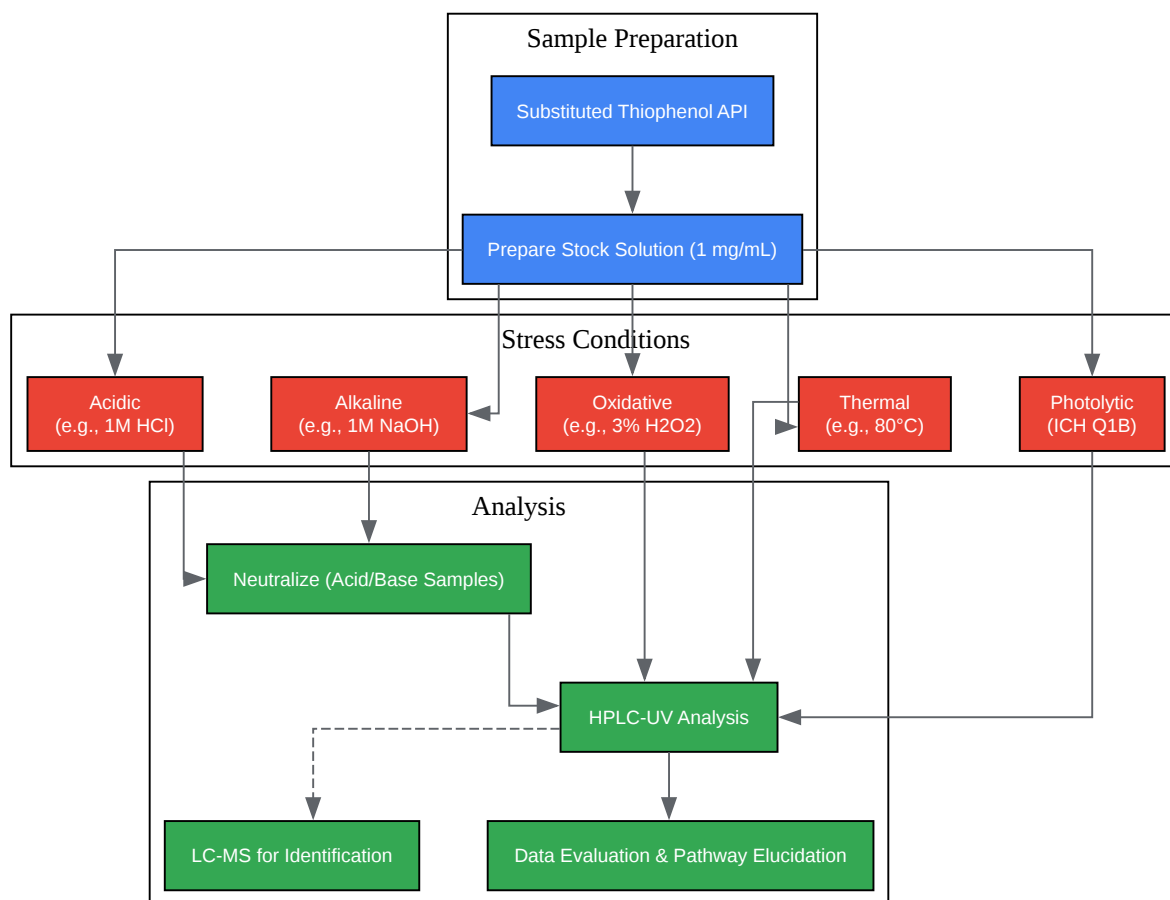 Sample Preparation
Substituted Thiophenol API
Prepare Stock Solution (1 mg/mL)
Stress Conditions
Acidic
(e.g., 1M HCl)
Alkaline
(e.g., 1M NaOH)
Oxidative
(e.g., 3% H2O2)
Thermal
(e.g., 80°C)
Photolytic
(ICH Q1B)
Analysis
Neutralize (Acid/Base Samples)
HPLC-UV Analysis
LC-MS for Identification
Data Evaluation & Pathway Elucidation